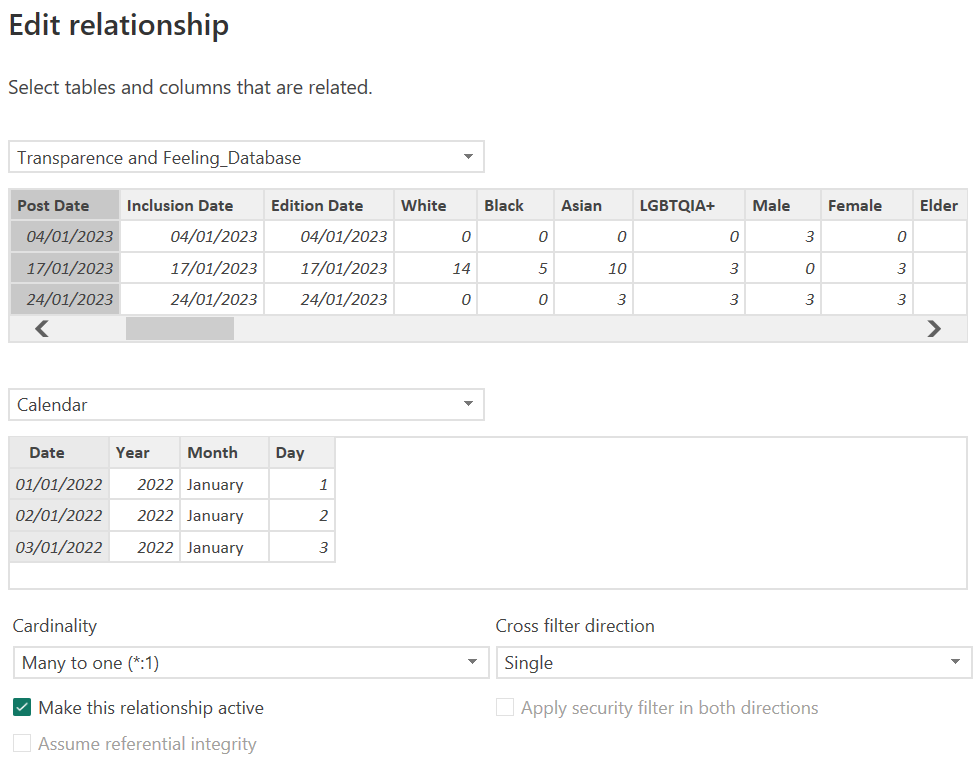 Edit relationship
Select tables and columns that are related.
Transparence and Feeling_Database
Post Date Inclusion Date Edition Date White Black Asian LGBTQIA+ Male Female Elder
04/01/2023 04/01/2023 04/01/2023 0 0 0 0 3 0
17/01/2023 17/01/2023 17/01/2023 14 5 10 3 0 3
24/01/2023 24/01/2023 24/01/2023 0 0 3 3 3 3
Calendar
Date Year Month Day
01/01/2022 2022 January 1
02/01/2022 2022 January 2
03/01/2022 2022 January 3
Cardinality Cross filter direction
Many to one (*:1) Single
Make this relationship active Apply security filter in both directions
Assume referential integrity